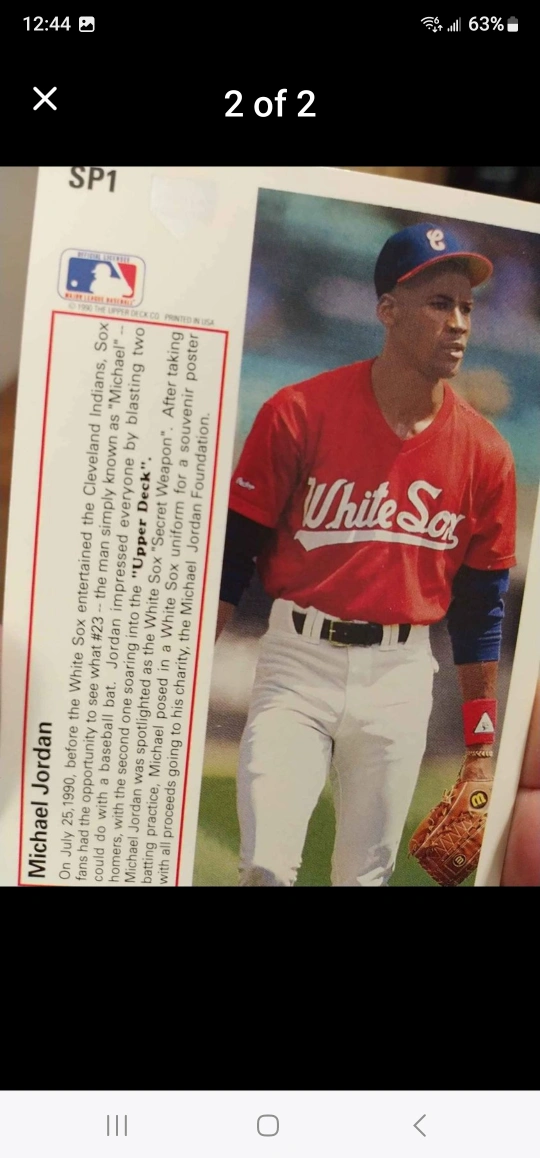 12:44
63%
2 of 2
SP1
OFFICIAL LICENSEE
MAJOR LEAGUE BASEBALL
© 1990 THE UPPER DECK CO. PRINTED IN USA
Michael Jordan
On July 25,1990, before the White Sox entertained the Cleveland Indians, Sox
fans had the opportunity to see what #23 -- the man simply known as "Michael" --
could do with a baseball bat. Jordan impressed everyone by blasting two
homers, with the second one soaring into the "Upper Deck".
Michael Jordan was spotlighted as the White Sox "Secret Weapon". After taking
batting practice, Michael posed in a White Sox uniform for a souvenir poster
with all proceeds going to his charity, the Michael Jordan Foundation.
C
White Sox